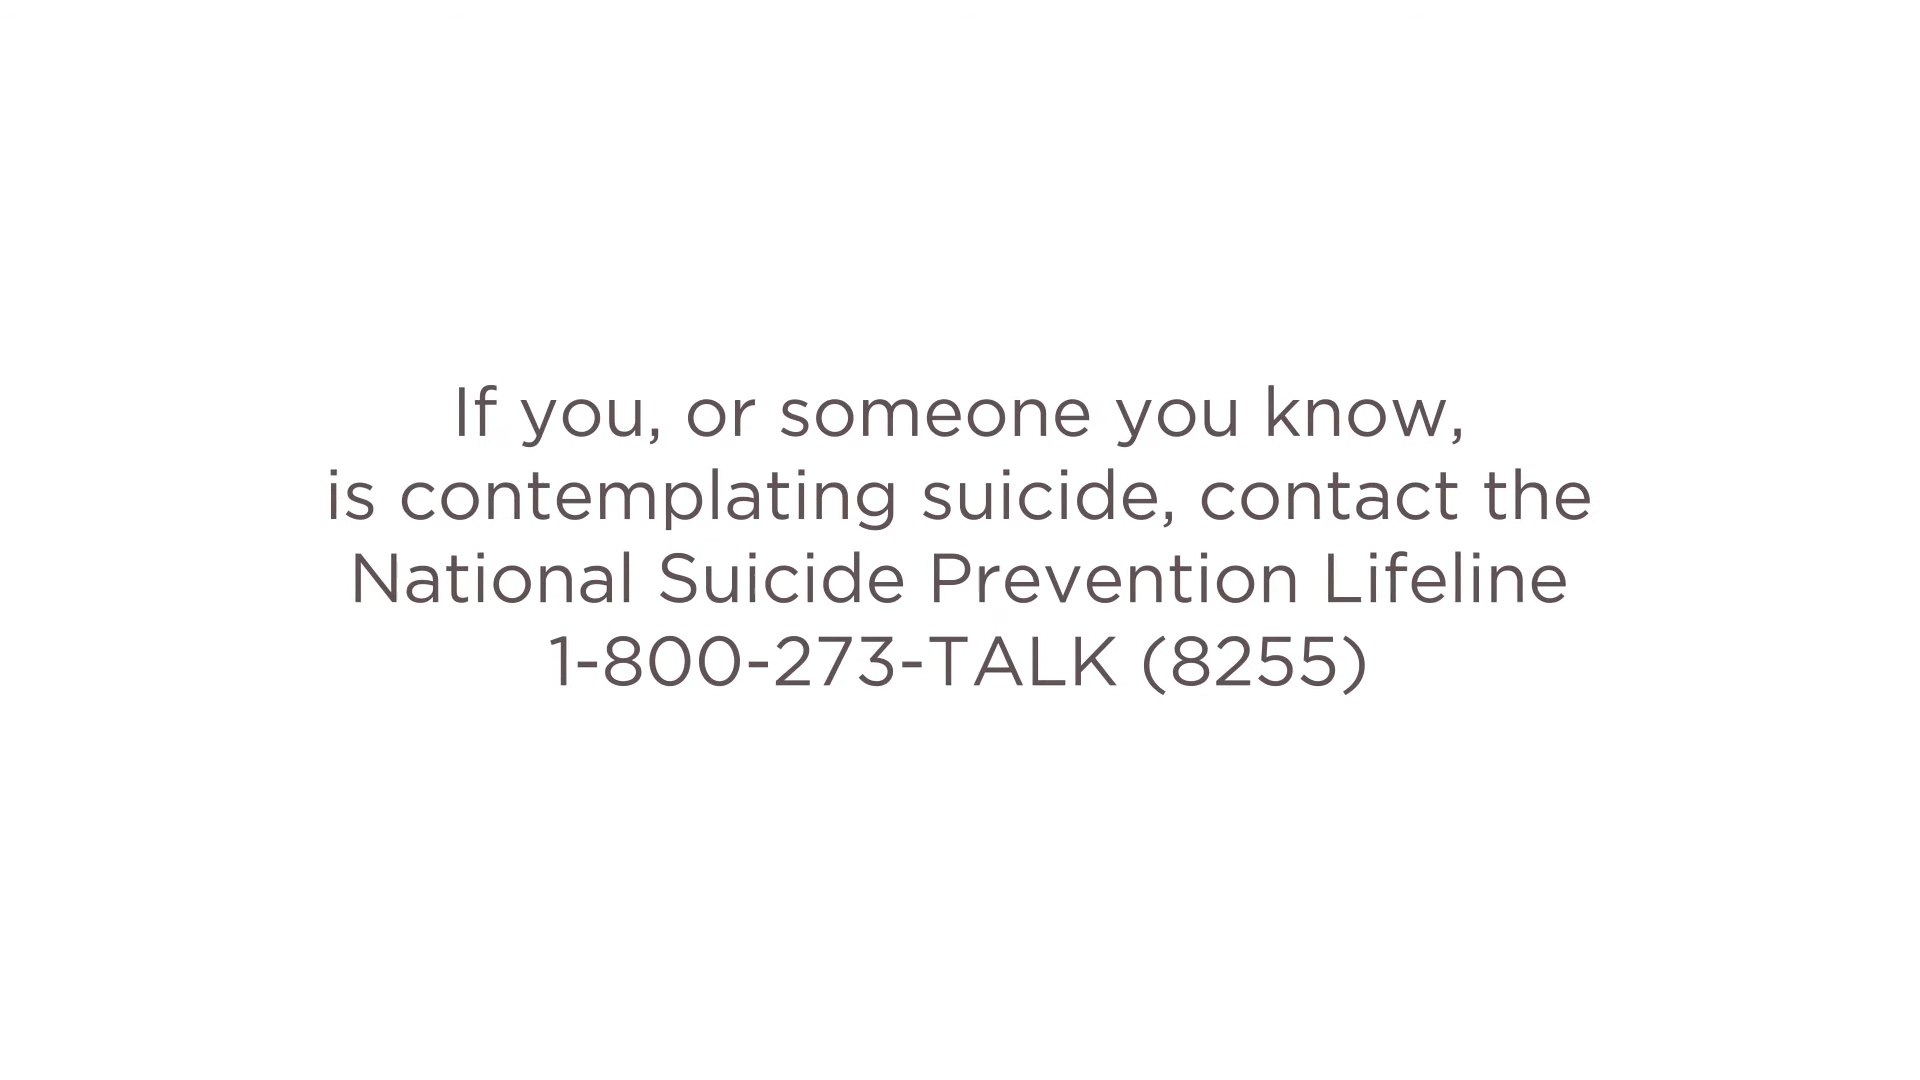 If you, or someone you know,
is contemplating suicide, contact the
National Suicide Prevention Lifeline
1-800-273-TALK (8255)